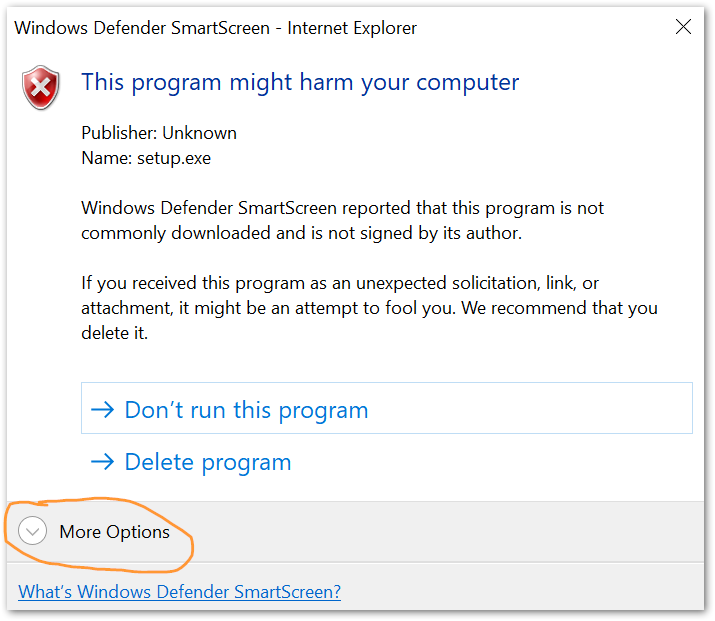 Windows Defender SmartScreen - Internet Explorer
This program might harm your computer
Publisher: Unknown
Name: setup.exe
Windows Defender SmartScreen reported that this program is not
commonly downloaded and is not signed by its author.
If you received this program as an unexpected solicitation, link, or
attachment, it might be an attempt to fool you. We recommend that you
delete it.
Don't run this program
Delete program
More Options
What's Windows Defender SmartScreen?